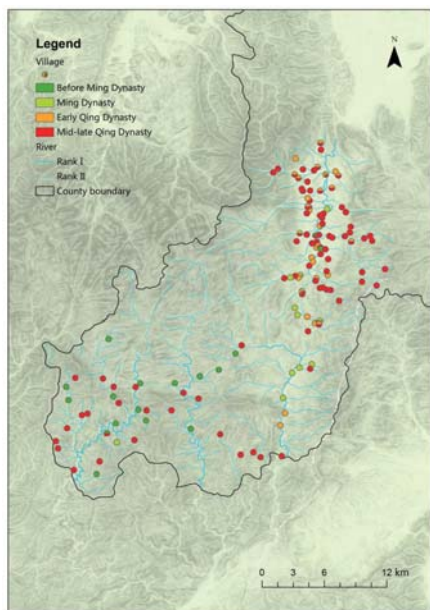 Legend
Village
Before Ming Dynasty
Ming Dynasty
Early Qing Dynasty
Mid-late Qing Dynasty
River
Rank I
Rank II
County boundary
N
0 3 6 12 km